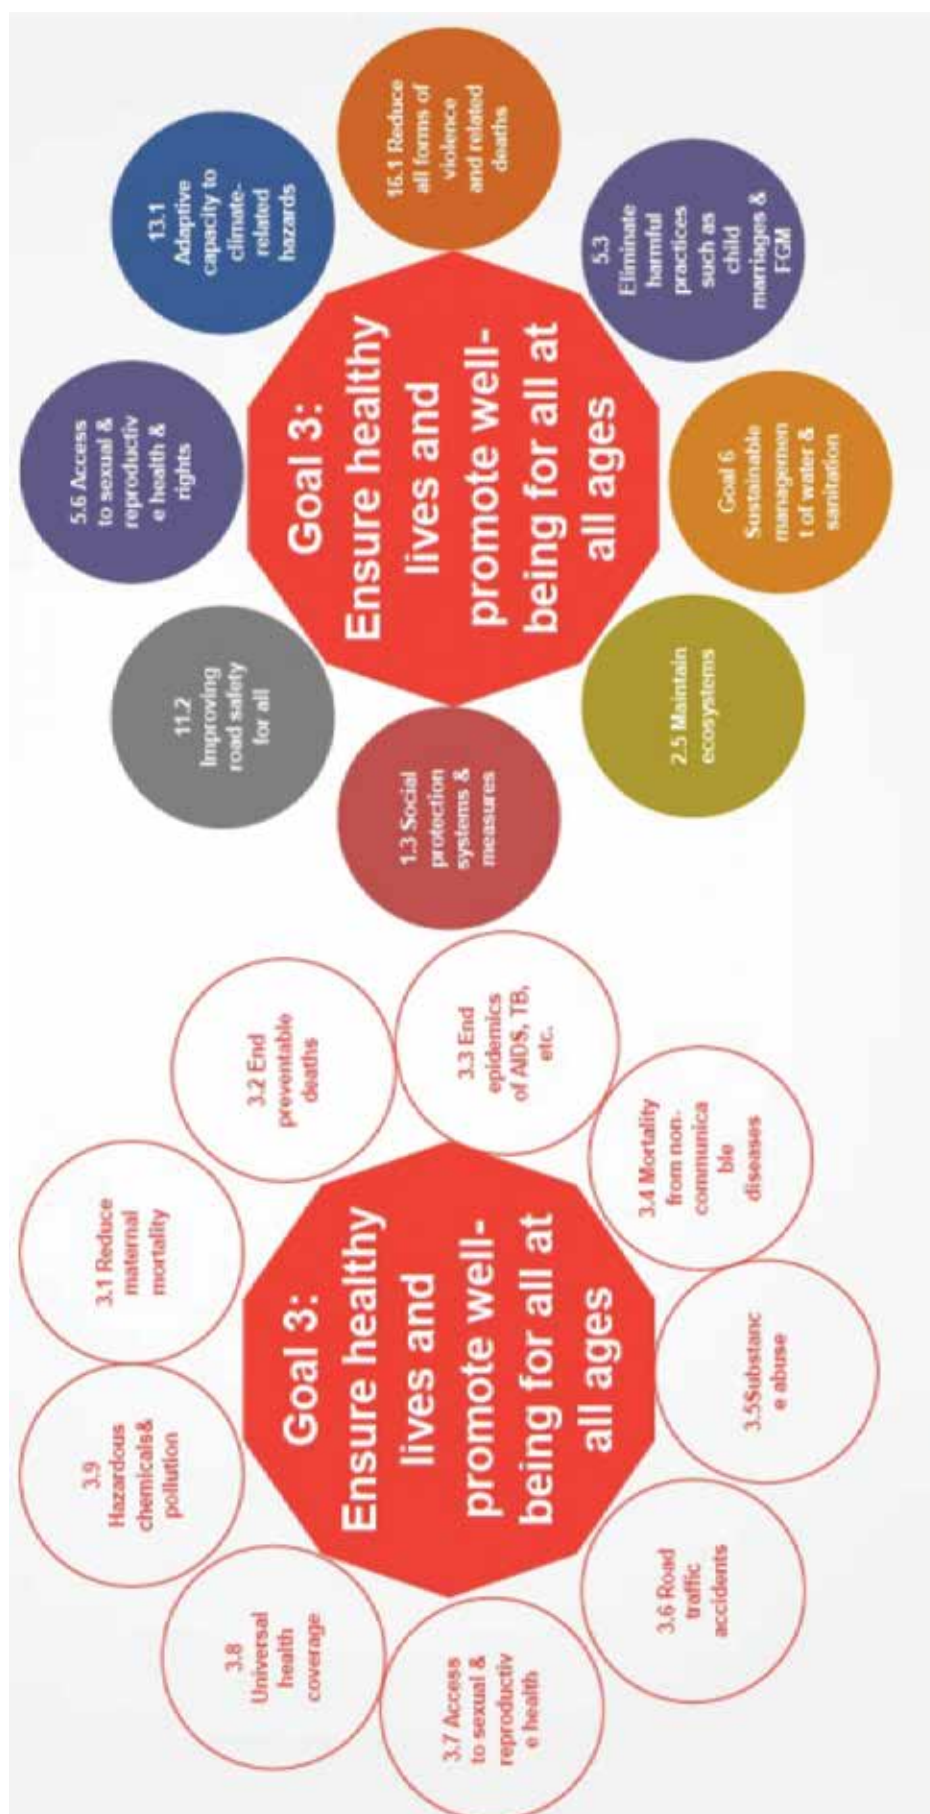 Goal 3:
Ensure healthy
lives and
promote well-
being for all at
all ages
3.1 Reduce
maternal
mortality
3.2 End
preventable
deaths
3.3 End
epidemics
of AIDS, TB,
etc.
3.4 Mortality
from non-
communica
ble
diseases
3.5Substanc
e abuse
3.6 Road
traffic
accidents
3.7 Access
to sexual &
reproductiv
e health
3.8
Universal
health
coverage
3.9
Hazardous
chemicals&
pollution
Goal 3:
Ensure healthy
lives and
promote well-
being for all at
all ages
5.6 Access
to sexual &
reproductiv
e health &
rights
13.1
Adaptive
capacity to
climate-
related
hazards
16.1 Reduce
all forms of
violence
and related
deaths
5.3
Eliminate
harmful
practices
such as
child
marriages &
FGM
Goal 6
Sustainable
managemen
t of water &
sanitation
2.5 Maintain
ecosystems
1.3 Social
protection
systems &
measures
11.2
Improving
road safety
for all